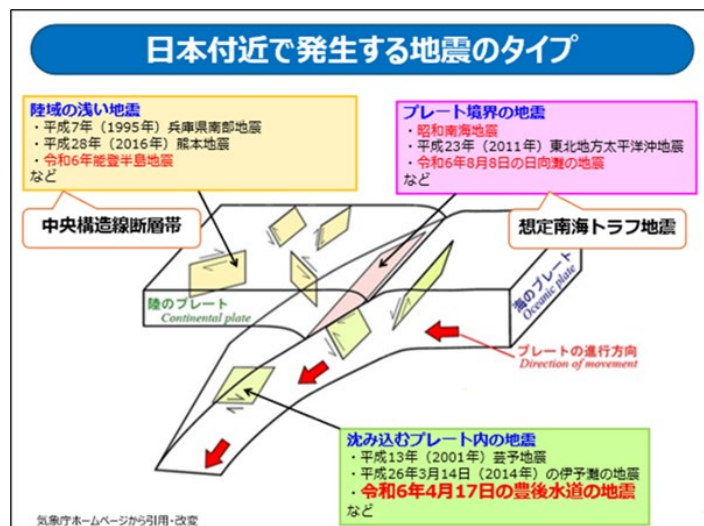 日本付近で発生する地震のタイプ
陸域の浅い地震
・平成7年（1995年）兵庫県南部地震
・平成28年（2016年）熊本地震
・令和6年能登半島地震
など
中央構造線断層帯
プレート境界の地震
・昭和南海地震
・平成23年（2011年）東北地方太平洋沖地震
・令和6年8月8日の日向灘の地震
など
想定南海トラフ地震
陸のプレート
Continental plate
海のプレート
Oceanic plate
プレートの進行方向
Direction of movement
沈み込むプレート内の地震
・平成13年（2001年）芸予地震
・平成26年3月14日（2014年）の伊予灘の地震
・令和6年4月17日の豊後水道の地震
など
気象庁ホームページから引用・改変